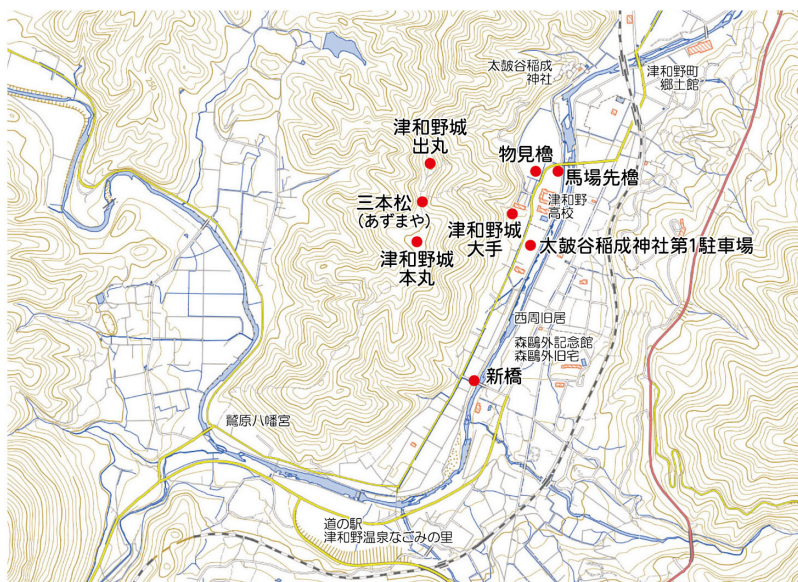 太皷谷稲成
神社
津和野町
郷土館
津和野城
出丸
物見櫓
馬場先櫓
三本松
(あずまや)
津和野
高校
津和野城
大手
太皷谷稲成神社第1駐車場
津和野城
本丸
西周旧居
森鷗外記念館
森鷗外旧宅
新橋
鷲原八幡宮
道の駅
津和野温泉なごみの里